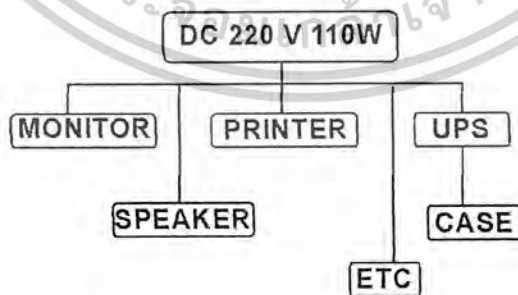 DC 220 V 110W
MONITOR
PRINTER
UPS
SPEAKER
CASE
ETC